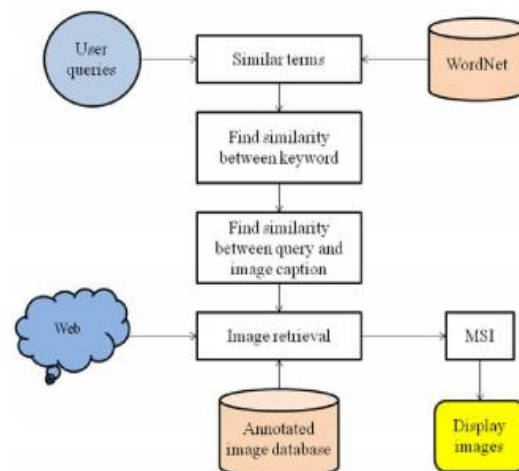 User
queries
Similar terms
WordNet
Find similarity
between keyword
Find similarity
between query and
image caption
Web
Image retrieval
MSI
Annotated
image database
Display
images